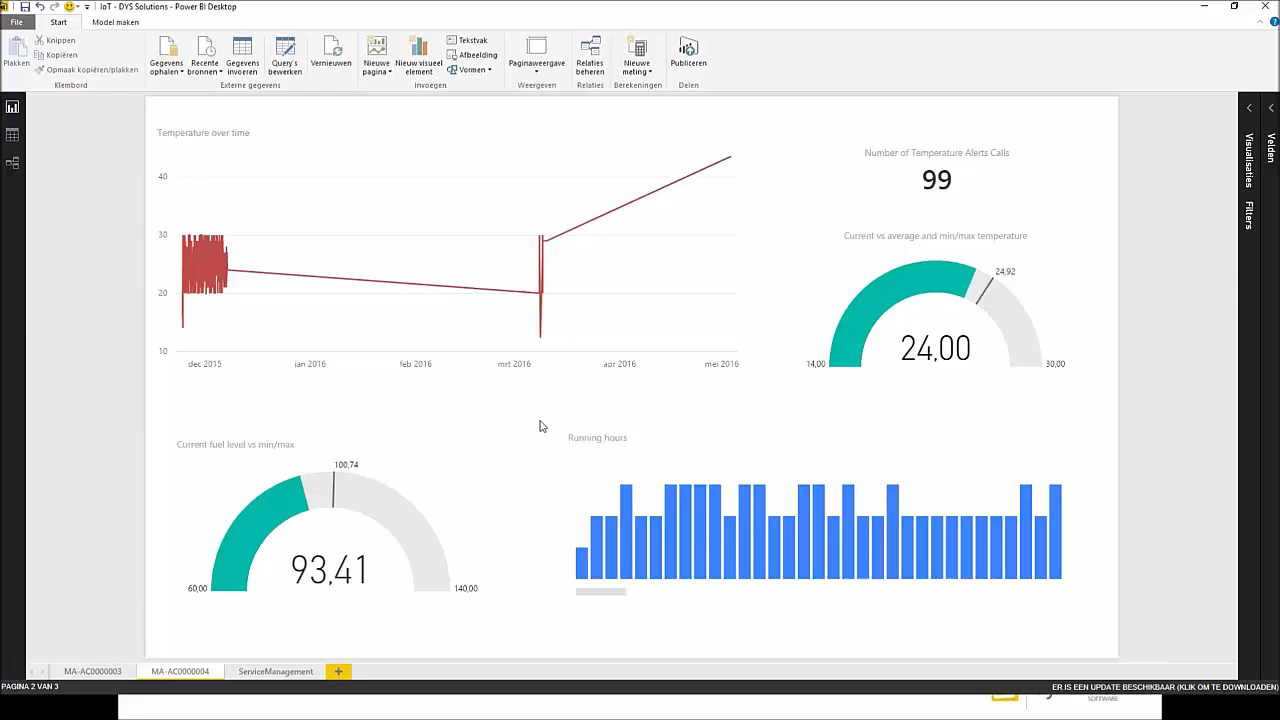 IoT - DYS Solutions - Power BI Desktop
File Start Model maken
Plakken
Knippen
Kopiëren
Opmaak kopiëren/plakken
Klembord
Gegevens ophalen
Recente bronnen
Gegevens invoeren
Query's bewerken
Vernieuwen
Externe gegevens
Nieuwe pagina
Nieuw visueel element
Tekstvak
Afbeelding
Vormen
Invoegen
Paginaweergave
Weergeven
Relaties beheren
Relaties
Nieuwe meting
Berekeningen
Publiceren
Delen
Visualisaties
Filters
Velden
Temperature over time
40
30
20
10
dec 2015 jan 2016 feb 2016 mrt 2016 apr 2016 mei 2016
Number of Temperature Alerts Calls
99
Current vs average and min/max temperature
24,92
24,00
14,00 30,00
Current fuel level vs min/max
100,74
93,41
60,00 140,00
Running hours
MA-AC0000003 MA-AC0000004 ServiceManagement
PAGINA 2 VAN 3
ER IS EEN UPDATE BESCHIKBAAR (KLIK OM TE DOWNLOADEN)
SOFTWARE